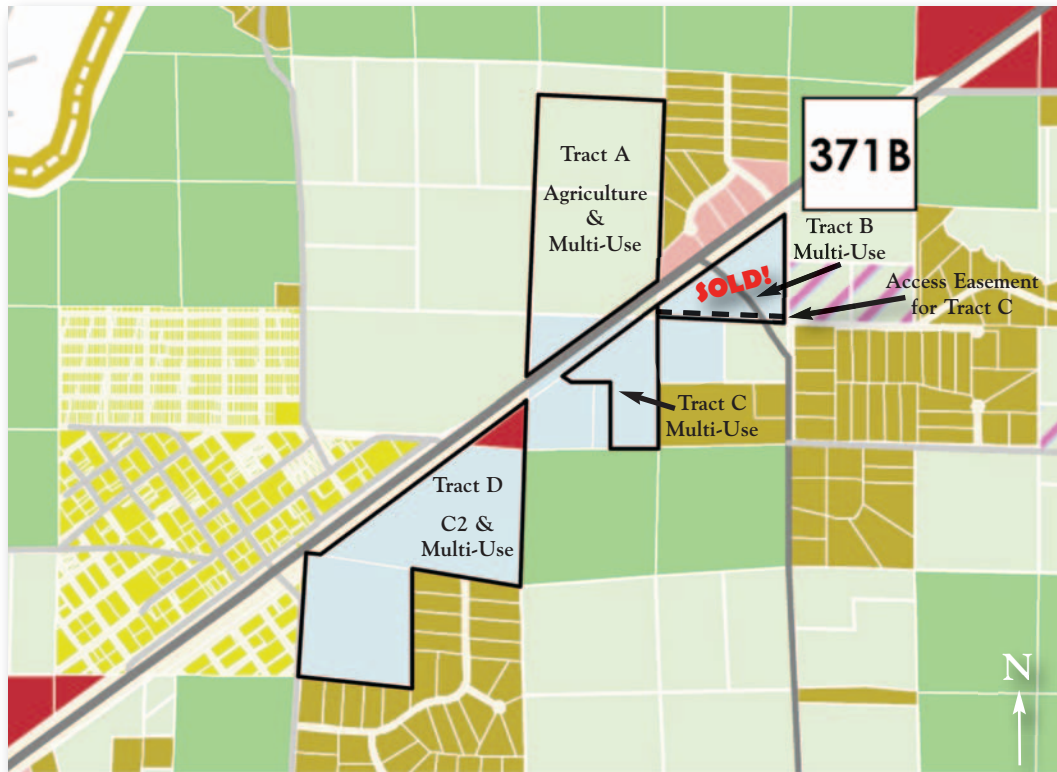 Tract A
Agriculture
&
Multi-Use
371B
Tract B
Multi-Use
SOLD!
Access Easement
for Tract C
Tract C
Multi-Use
Tract D
C2 &
Multi-Use
N